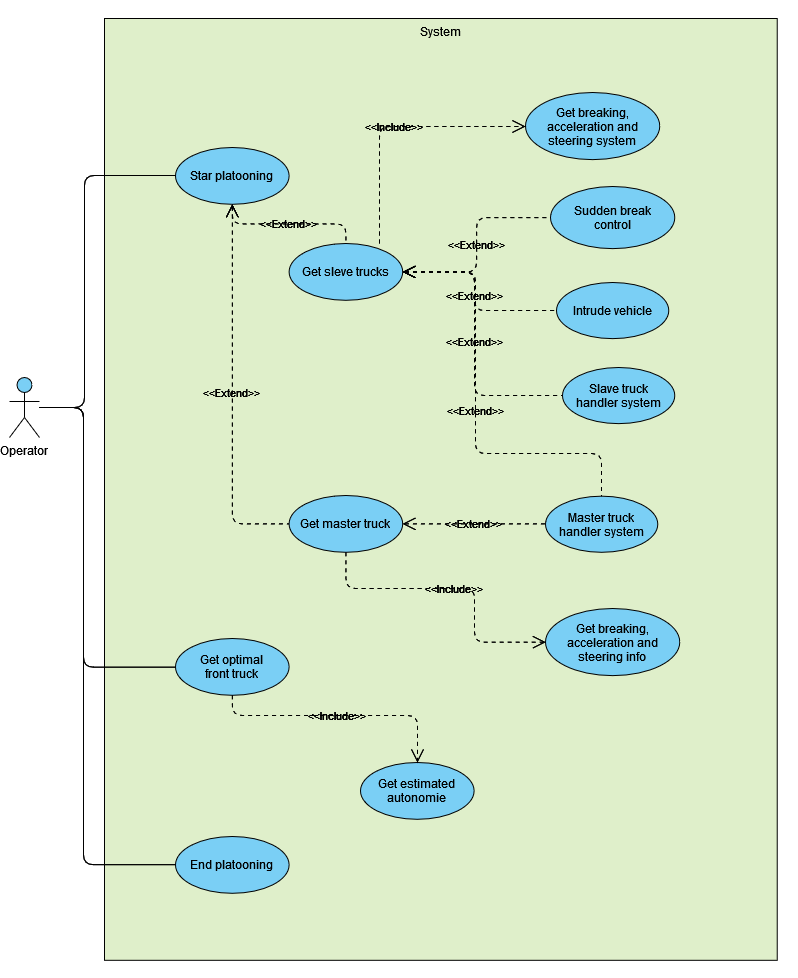 System
Get breaking,
acceleration and
steering system
<<Include>>
Star platooning
Sudden break
control
<<Extend>>
<<Extend>>
Get sleve trucks
<<Extend>>
Intrude vehicle
<<Extend>>
Slave truck
handler system
<<Extend>>
<<Extend>>
Operator
Get master truck
<<Extend>>
Master truck
handler system
<<Include>>
Get breaking,
acceleration and
steering info
Get optimal
front truck
<<Include>>
Get estimated
autonomie
End platooning